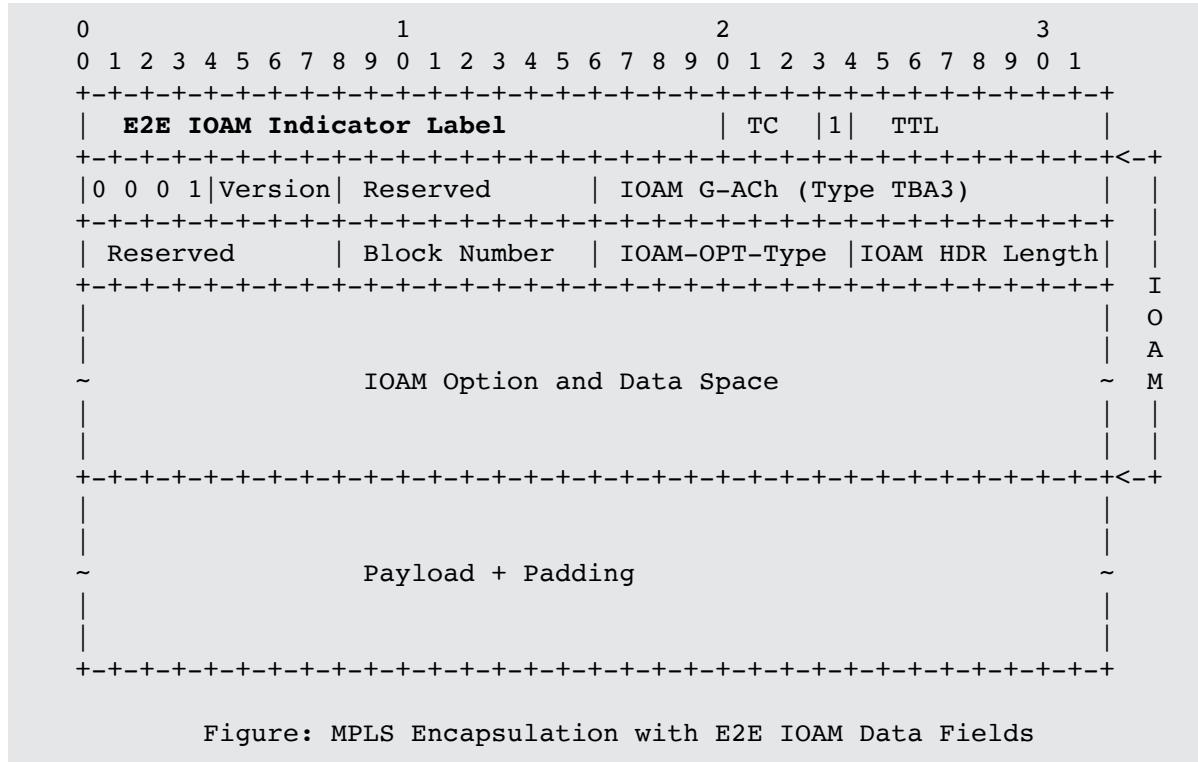 0                   1                   2                   3
0 1 2 3 4 5 6 7 8 9 0 1 2 3 4 5 6 7 8 9 0 1 2 3 4 5 6 7 8 9 0 1
+-+-+-+-+-+-+-+-+-+-+-+-+-+-+-+-+-+-+-+-+-+-+-+-+-+-+-+-+-+-+-+-+
|  E2E IOAM Indicator Label             | TC  |1|  TTL          |
+-+-+-+-+-+-+-+-+-+-+-+-+-+-+-+-+-+-+-+-+-+-+-+-+-+-+-+-+-+-+-+-+<-+
|0 0 0 1|Version| Reserved      | IOAM G-ACh (Type TBA3)        |  |
+-+-+-+-+-+-+-+-+-+-+-+-+-+-+-+-+-+-+-+-+-+-+-+-+-+-+-+-+-+-+-+-+  |
| Reserved      | Block Number  | IOAM-OPT-Type |IOAM HDR Length|  |
+-+-+-+-+-+-+-+-+-+-+-+-+-+-+-+-+-+-+-+-+-+-+-+-+-+-+-+-+-+-+-+-+  I
|                                                               |  O
|                                                               |  A
~                 IOAM Option and Data Space                    ~  M
|                                                               |  |
|                                                               |  |
+-+-+-+-+-+-+-+-+-+-+-+-+-+-+-+-+-+-+-+-+-+-+-+-+-+-+-+-+-+-+-+-+<-+
|                                                               |
|                                                               |
~                 Payload + Padding                             ~
|                                                               |
|                                                               |
+-+-+-+-+-+-+-+-+-+-+-+-+-+-+-+-+-+-+-+-+-+-+-+-+-+-+-+-+-+-+-+-+
Figure: MPLS Encapsulation with E2E IOAM Data Fields